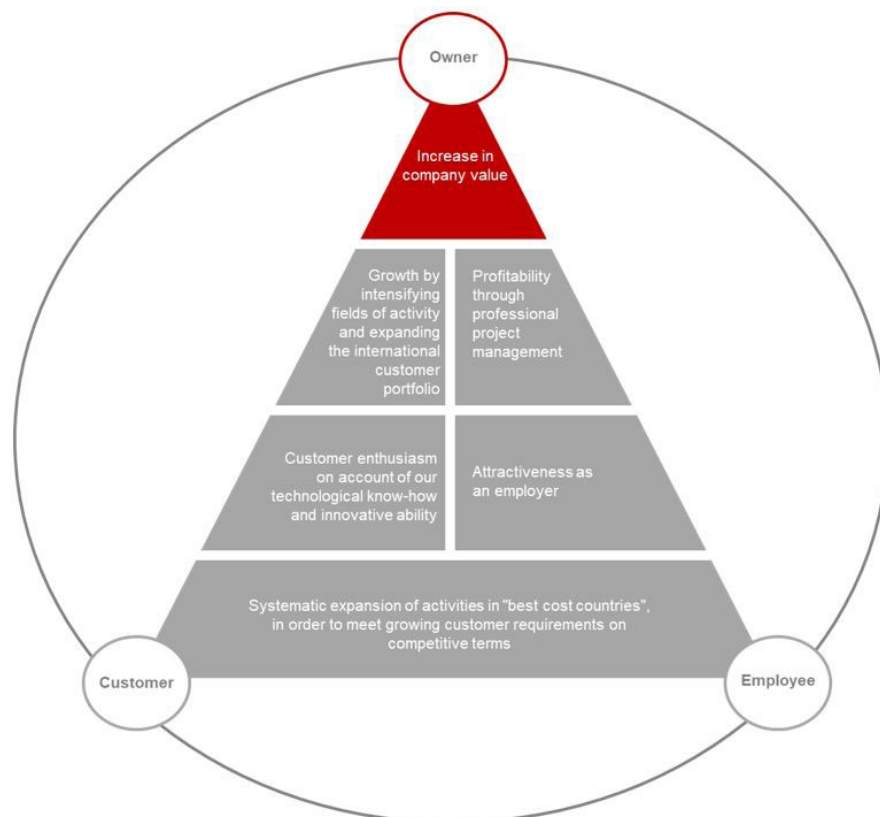 Owner
Increase in
company value
Growth by
intensifying
fields of activity
and expanding
the international
customer
portfolio
Profitability
through
professional
project
management
Customer enthusiasm
on account of our
technological know-how
and innovative ability
Attractiveness as
an employer
Systematic expansion of activities in "best cost countries",
in order to meet growing customer requirements on
competitive terms
Customer
Employee